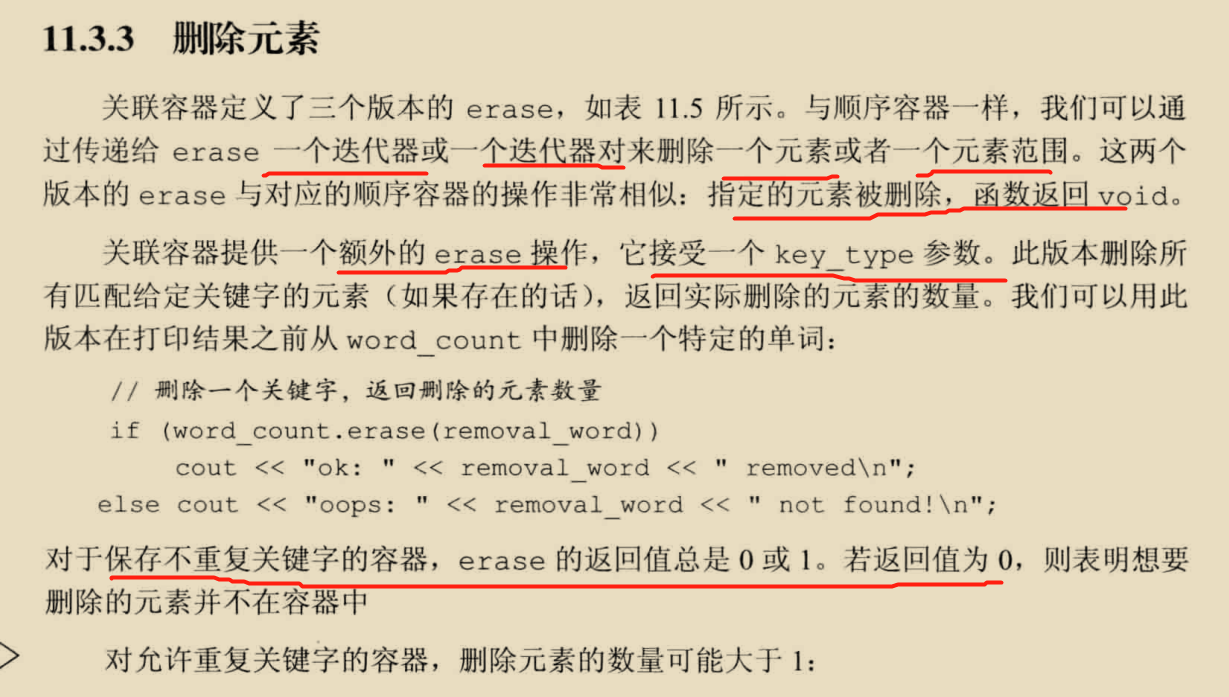 11.3.3 删除元素
关联容器定义了三个版本的 erase，如表 11.5 所示。与顺序容器一样，我们可以通
过传递给 erase 一个迭代器或一个迭代器对来删除一个元素或者一个元素范围。这两个
版本的 erase 与对应的顺序容器的操作非常相似：指定的元素被删除，函数返回 void。
关联容器提供一个额外的 erase 操作，它接受一个 key_type 参数。此版本删除所
有匹配给定关键字的元素（如果存在的话），返回实际删除的元素的数量。我们可以用此
版本在打印结果之前从 word_count 中删除一个特定的单词：
// 删除一个关键字，返回删除的元素数量
if (word_count.erase(removal_word))
cout << "ok: " << removal_word << " removed\n";
else cout << "oops: " << removal_word << " not found!\n";
对于保存不重复关键字的容器，erase 的返回值总是 0 或 1。若返回值为 0，则表明想要
删除的元素并不在容器中
对允许重复关键字的容器，删除元素的数量可能大于 1：